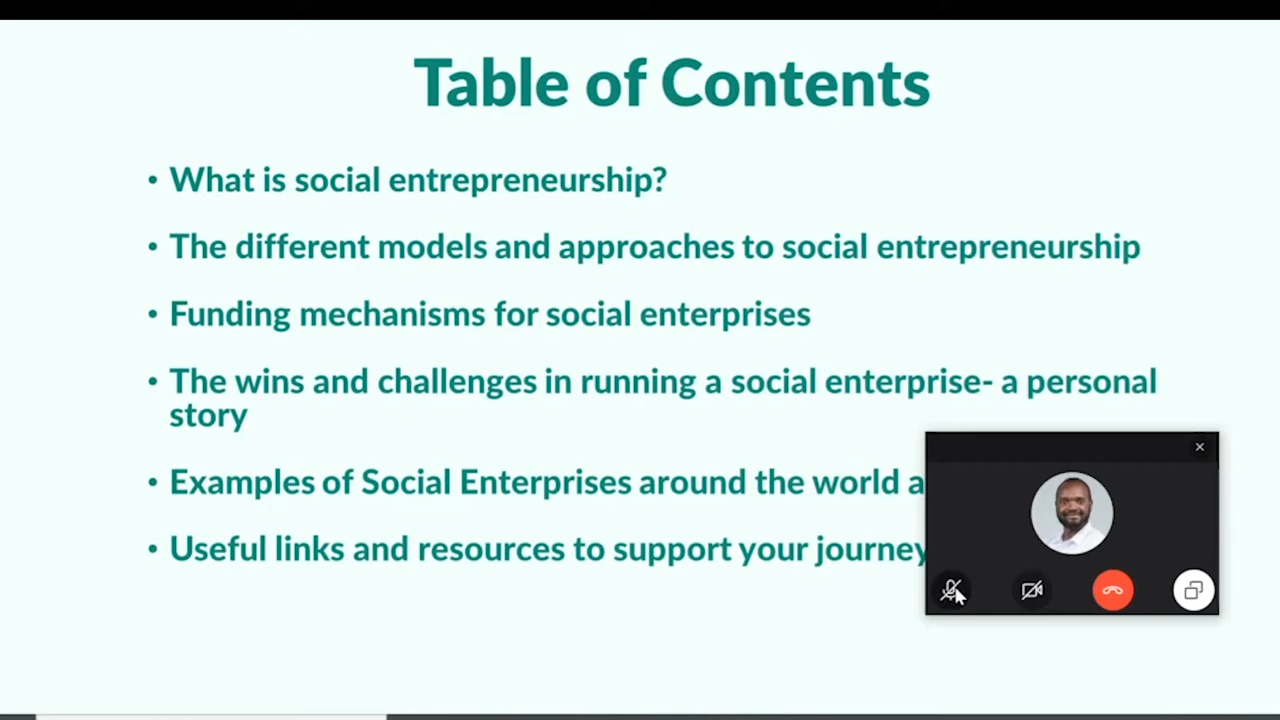 Table of Contents
• What is social entrepreneurship?
• The different models and approaches to social entrepreneurship
• Funding mechanisms for social enterprises
• The wins and challenges in running a social enterprise- a personal
story
• Examples of Social Enterprises around the world
• Useful links and resources to support your journey